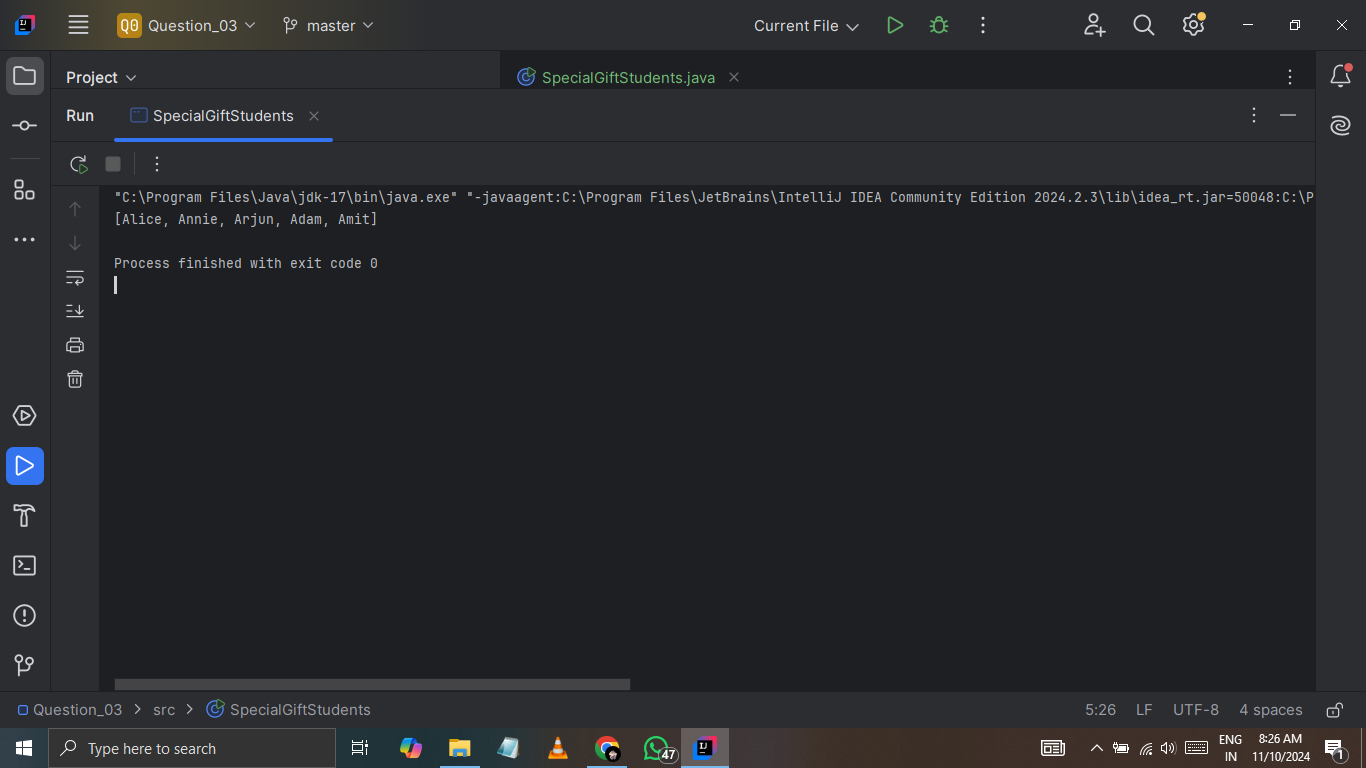 Q0 Question_03 master Current File
Project SpecialGiftStudents.java
Run SpecialGiftStudents
"C:\Program Files\Java\jdk-17\bin\java.exe" "-javaagent:C:\Program Files\JetBrains\IntelliJ IDEA Community Edition 2024.2.3\lib\idea_rt.jar=50048:C:\P
[Alice, Annie, Arjun, Adam, Amit]
Process finished with exit code 0
Question_03 src SpecialGiftStudents 5:26 LF UTF-8 4 spaces
Type here to search 47 ENG 8:26 AM
IN 11/10/2024 1